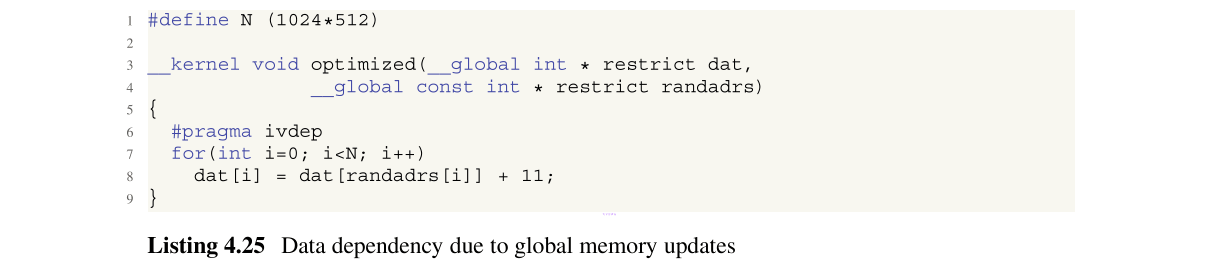 1 #define N (1024*512)
2
3 __kernel void optimized(__global int * restrict dat,
4 __global const int * restrict randadrs)
5 {
6 #pragma ivdep
7 for(int i=0; i<N; i++)
8 dat[i] = dat[randadrs[i]] + 11;
9 }
Listing 4.25 Data dependency due to global memory updates